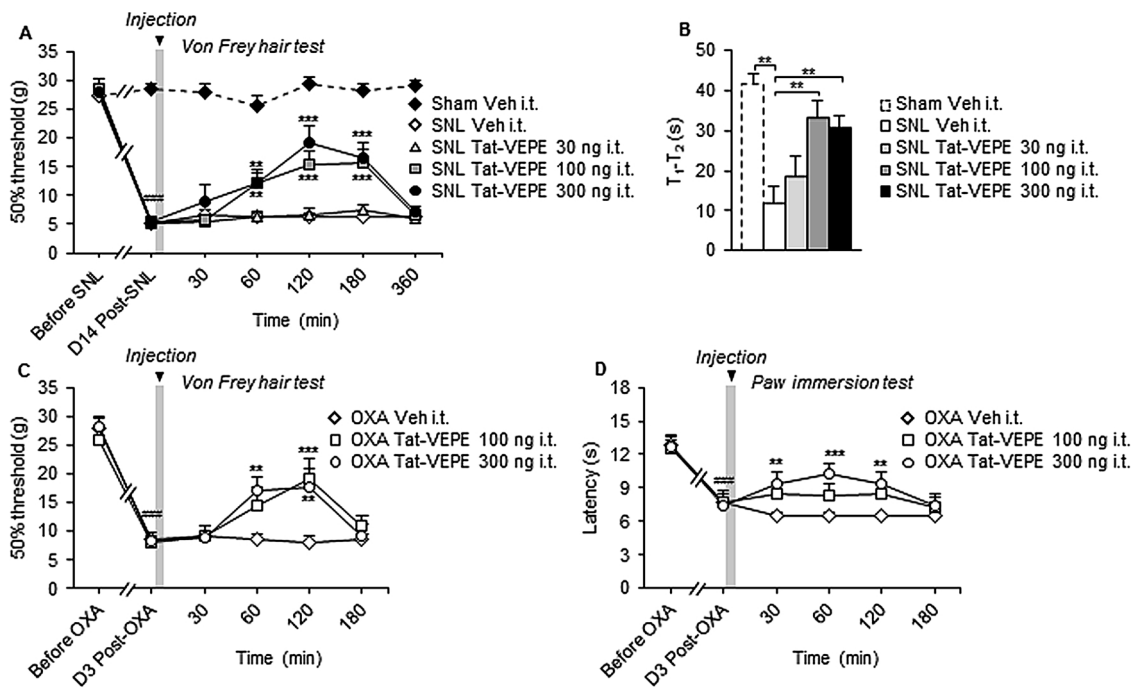 Injection
A
Von Frey hair test
50% threshold (g)
35
30
25
20
15
10
5
0
***
***
**
**
***
***
###
Sham Veh i.t.
SNL Veh i.t.
SNL Tat-VEPE 30 ng i.t.
SNL Tat-VEPE 100 ng i.t.
SNL Tat-VEPE 300 ng i.t.
Before SNL
D14 Post-SNL
30
60
120
180
360
Time (min)
B
T1-T2 (s)
50
40
30
20
10
0
**
**
**
Sham Veh i.t.
SNL Veh i.t.
SNL Tat-VEPE 30 ng i.t.
SNL Tat-VEPE 100 ng i.t.
SNL Tat-VEPE 300 ng i.t.
Injection
C
Von Frey hair test
50% threshold (g)
35
30
25
20
15
10
5
0
**
***
**
###
OXA Veh i.t.
OXA Tat-VEPE 100 ng i.t.
OXA Tat-VEPE 300 ng i.t.
Before OXA
D3 Post-OXA
30
60
120
180
Time (min)
Injection
D
Paw immersion test
Latency (s)
18
15
12
9
6
3
0
**
***
**
###
OXA Veh i.t.
OXA Tat-VEPE 100 ng i.t.
OXA Tat-VEPE 300 ng i.t.
Before OXA
D3 Post-OXA
30
60
120
180
Time (min)